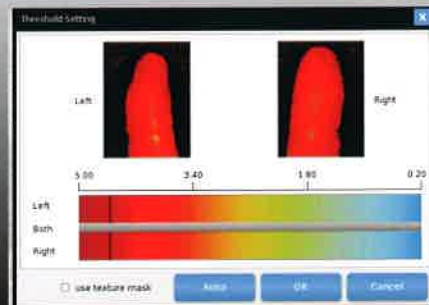 Threshold Setting
Left
Right
5.00 3.40 1.80 0.20
Left
Both
Right
use texture mask
Auto OK Cancel